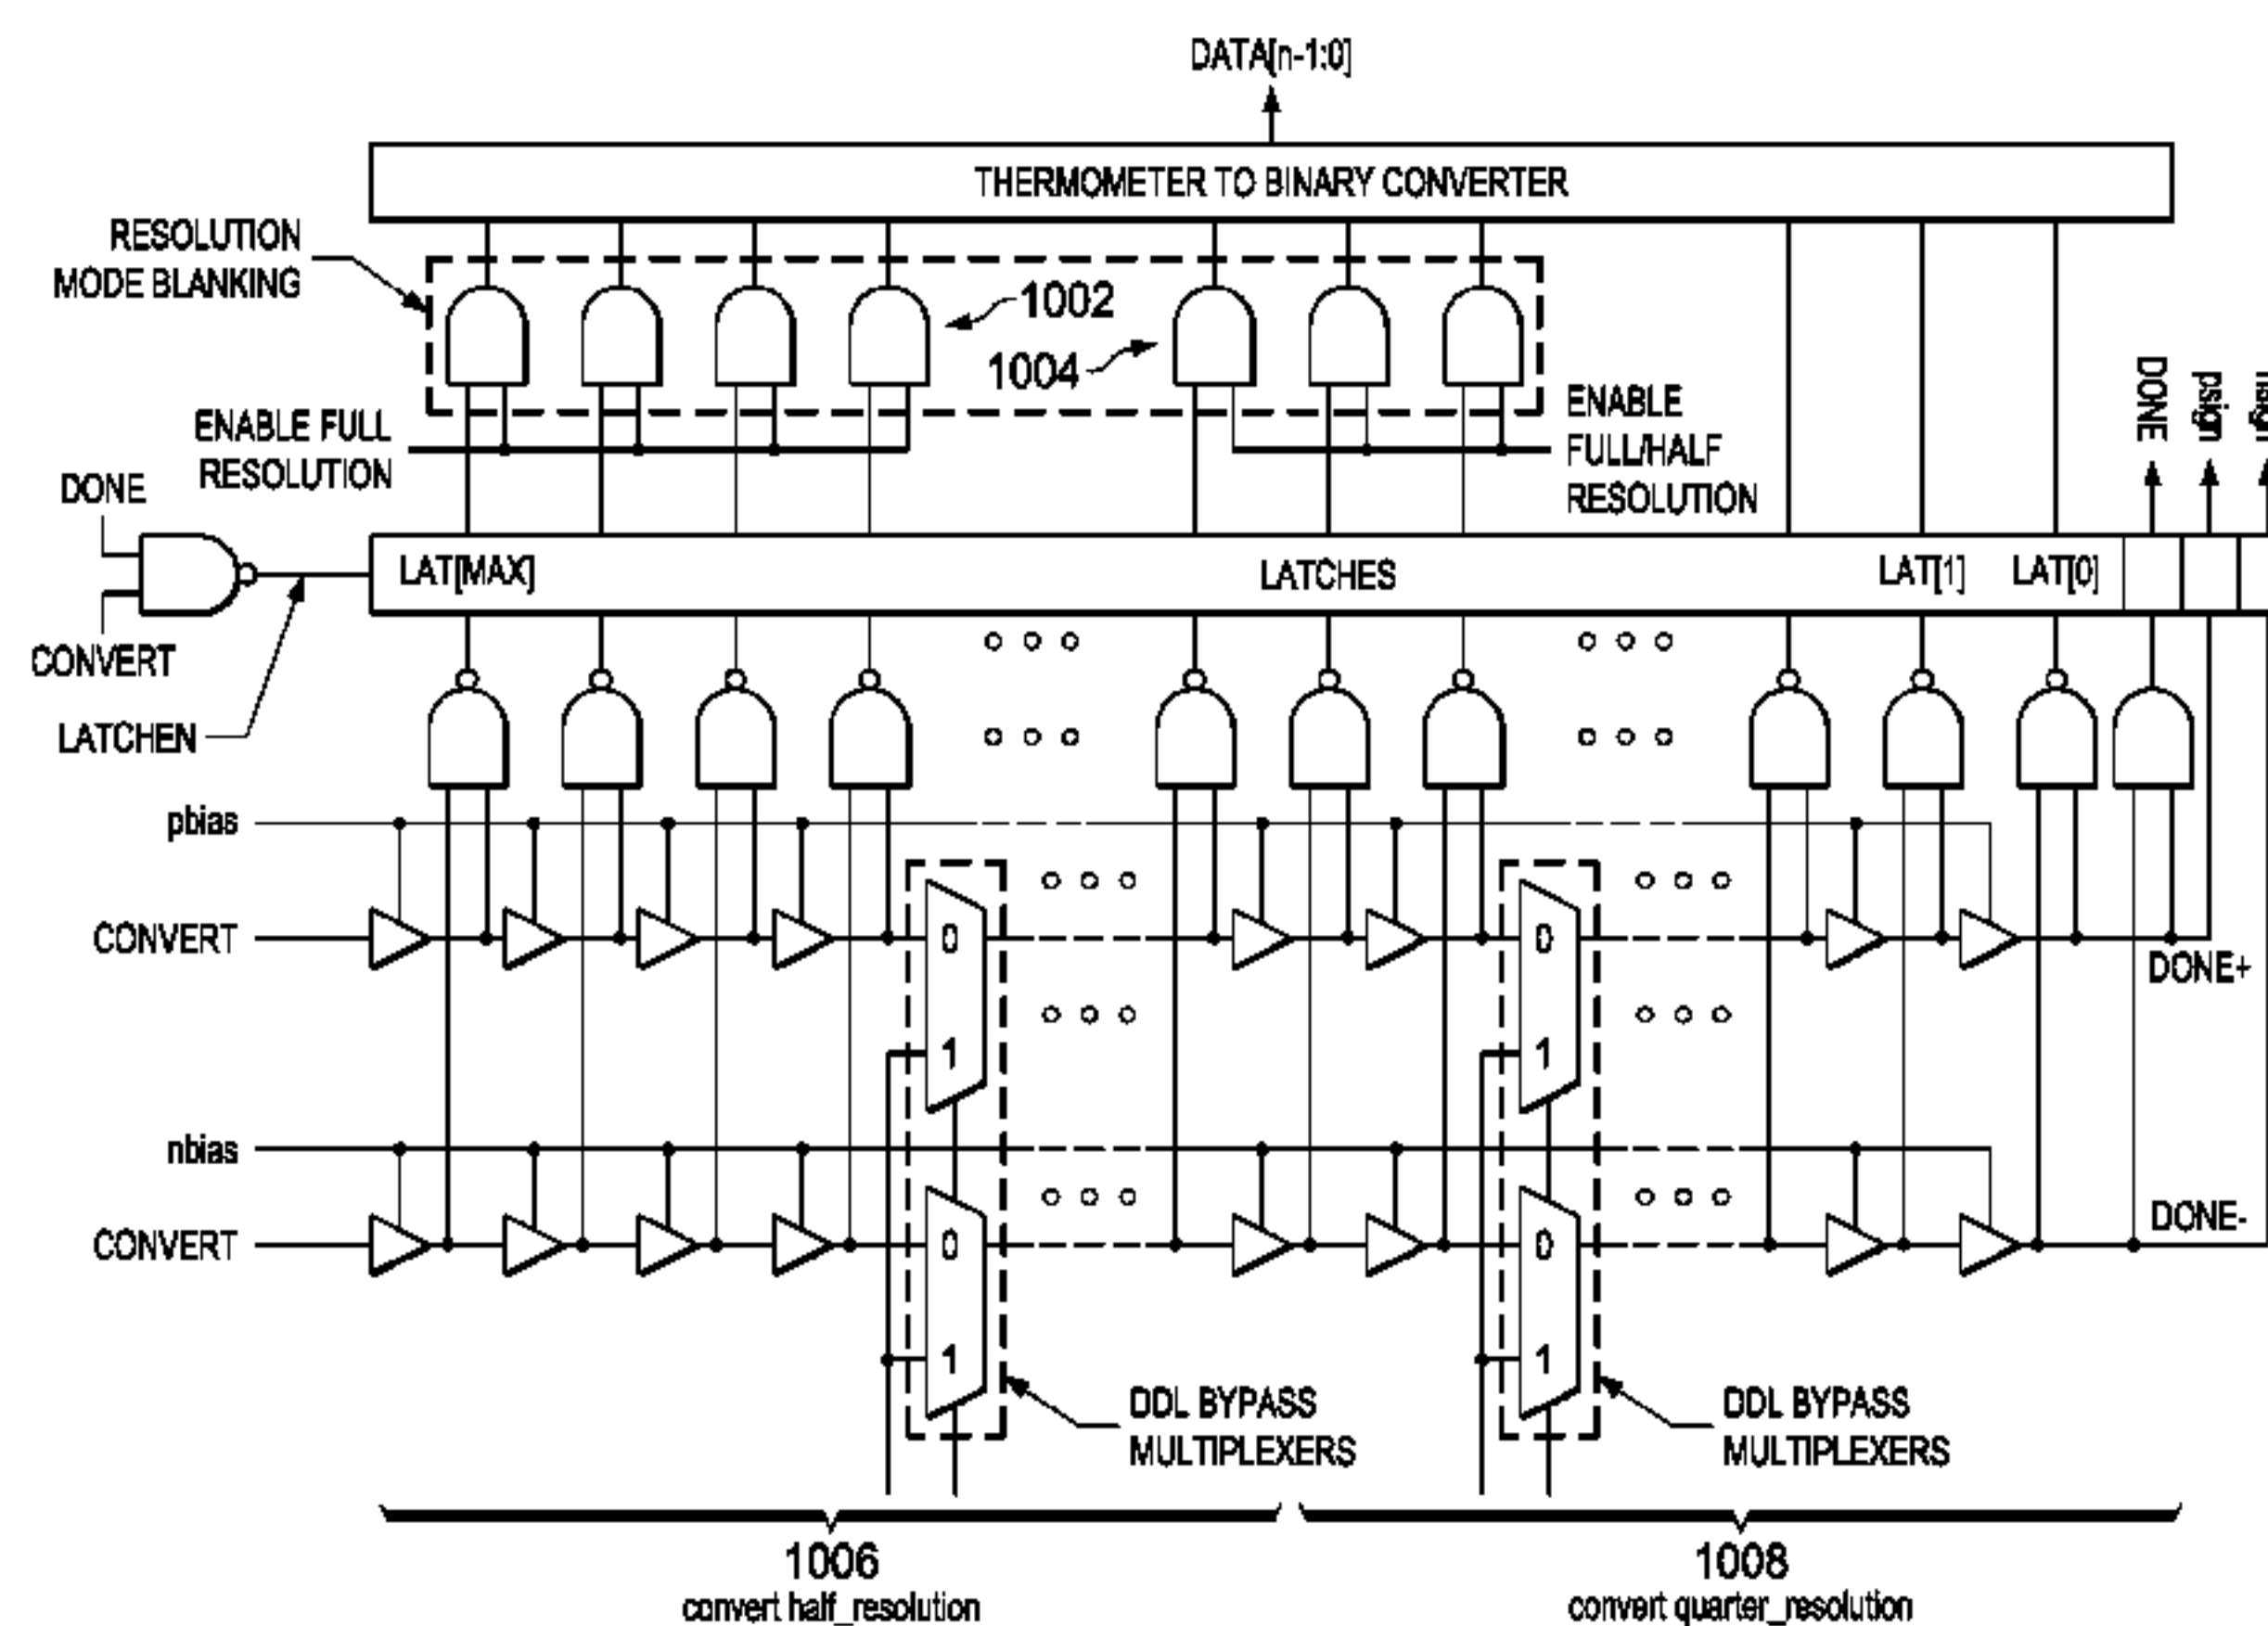 DATA[n-1:0]
THERMOMETER TO BINARY CONVERTER
RESOLUTION
MODE BLANKING
1002
1004
ENABLE FULL
RESOLUTION
ENABLE
FULL/HALF
RESOLUTION
DONE
psign
DONE
CONVERT
LATCHEN
LAT[MAX]
LATCHES
LAT[1]
LAT[0]
pbias
CONVERT
0
1
0
1
DONE+
nbias
CONVERT
0
1
0
1
DONE-
DDL BYPASS
MULTIPLEXERS
DDL BYPASS
MULTIPLEXERS
1006
convert half_resolution
1008
convert quarter_resolution